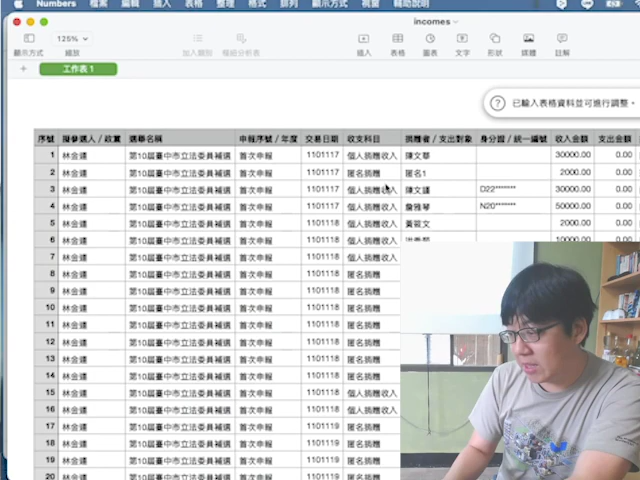 Numbers 檔案 編輯 插入 表格 整理 格式 排列 顯示方式 視窗 輔助說明
incomes
125%
顯示方式 縮放 加入類別 樞紐分析表 插入 表格 圖表 文字 形狀 媒體 註解
工作表 1
已輸入表格資料並可進行調整。
序號 擬參選人 / 政黨 選舉名稱 申報序號 / 年度 交易日期 收支科目 捐贈者 / 支出對象 身分證 / 統一編號 收入金額 支出金額
1 林金連 第10屆臺中市立法委員補選 首次申報 1101117 個人捐贈收入 陳文華 30000.00 0.00
2 林金連 第10屆臺中市立法委員補選 首次申報 1101117 匿名捐贈 匿名1 2000.00 0.00
3 林金連 第10屆臺中市立法委員補選 首次申報 1101117 個人捐贈收入 陳文謹 D22******* 30000.00 0.00
4 林金連 第10屆臺中市立法委員補選 首次申報 1101117 個人捐贈收入 詹雅琴 N20******* 50000.00 0.00
5 林金連 第10屆臺中市立法委員補選 首次申報 1101118 個人捐贈收入 黃筱文 2000.00 0.00
6 林金連 第10屆臺中市立法委員補選 首次申報 1101118 個人捐贈收入 10000.00 0.00
7 林金連 第10屆臺中市立法委員補選 首次申報 1101118 個人捐贈收入
8 林金連 第10屆臺中市立法委員補選 首次申報 1101118 匿名捐贈
9 林金連 第10屆臺中市立法委員補選 首次申報 1101118 匿名捐贈
10 林金連 第10屆臺中市立法委員補選 首次申報 1101118 匿名捐贈
11 林金連 第10屆臺中市立法委員補選 首次申報 1101118 匿名捐贈
12 林金連 第10屆臺中市立法委員補選 首次申報 1101118 匿名捐贈
13 林金連 第10屆臺中市立法委員補選 首次申報 1101118 匿名捐贈
14 林金連 第10屆臺中市立法委員補選 首次申報 1101118 匿名捐贈
15 林金連 第10屆臺中市立法委員補選 首次申報 1101118 個人捐贈收入
16 林金連 第10屆臺中市立法委員補選 首次申報 1101118 個人捐贈收入
17 林金連 第10屆臺中市立法委員補選 首次申報 1101119 匿名捐贈
18 林金連 第10屆臺中市立法委員補選 首次申報 1101119 匿名捐贈
19 林金連 第10屆臺中市立法委員補選 首次申報 1101119 匿名捐贈
20 林金連 第10屆臺中市立法委員補選 首次申報 1101119 匿名捐贈